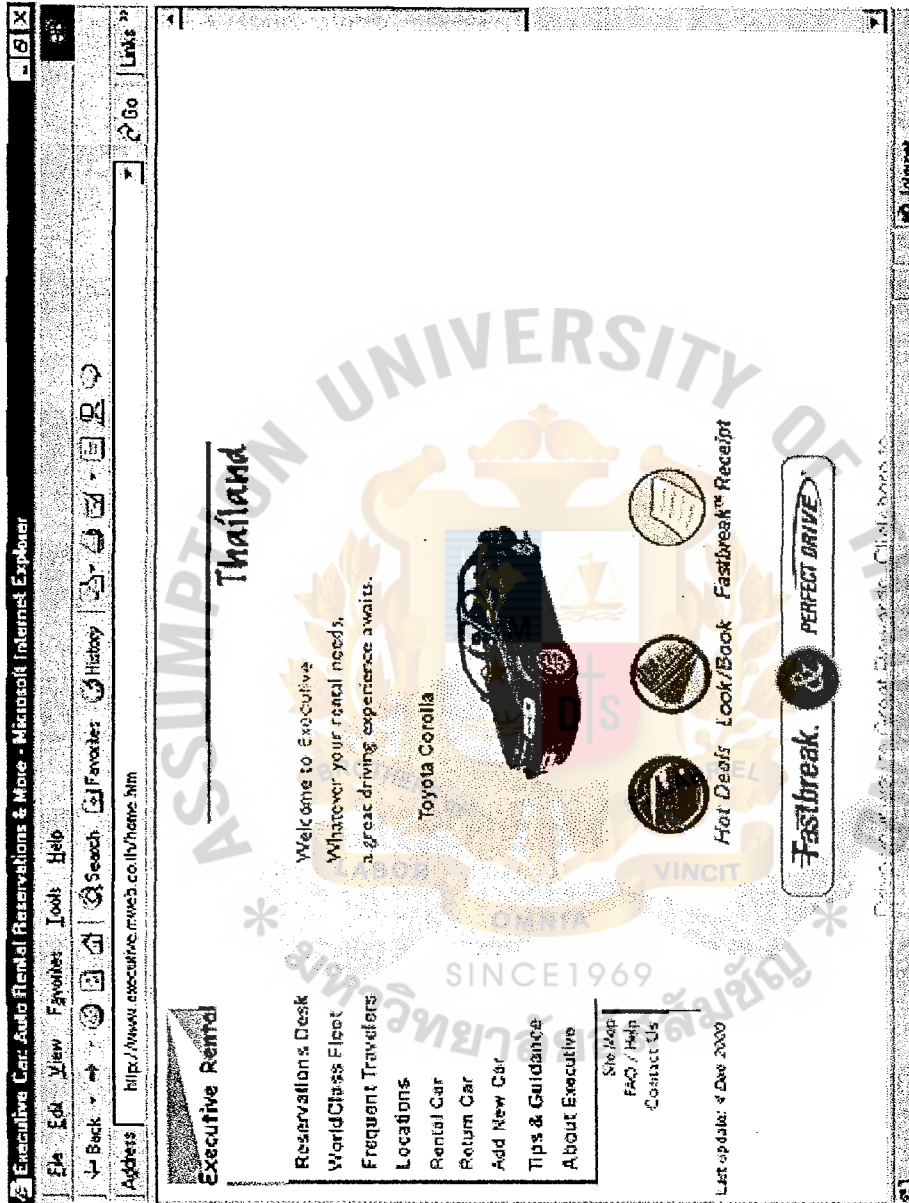 Executive Car: Auto Rental Reservations & More - Microsoft Internet Explorer
File Edit View Favorites Tools Help
Back Search Favorites History
Address http://www.executive.mweb.co.th/home.htm Go Links
Executive Rental
Thailand
Reservations Desk
WorldClass Fleet
Frequent Travelers
Locations
Rental Car
Return Car
Add New Car
Tips & Guidance
About Executive
Site Map
FAQ / Help
Contact Us
Last update: 4 Dec 2000
Welcome to Executive
Whatever your rental needs,
a great driving experience awaits.
Toyota Corolla
Hot Deals Look/Book Fastbreak™ Receipt
Fastbreak. & PERFECT DRIVE
Internet
ASSUMPTION UNIVERSITY OF
D S
LABOR
VINCIT
OMNIA
SINCE1969